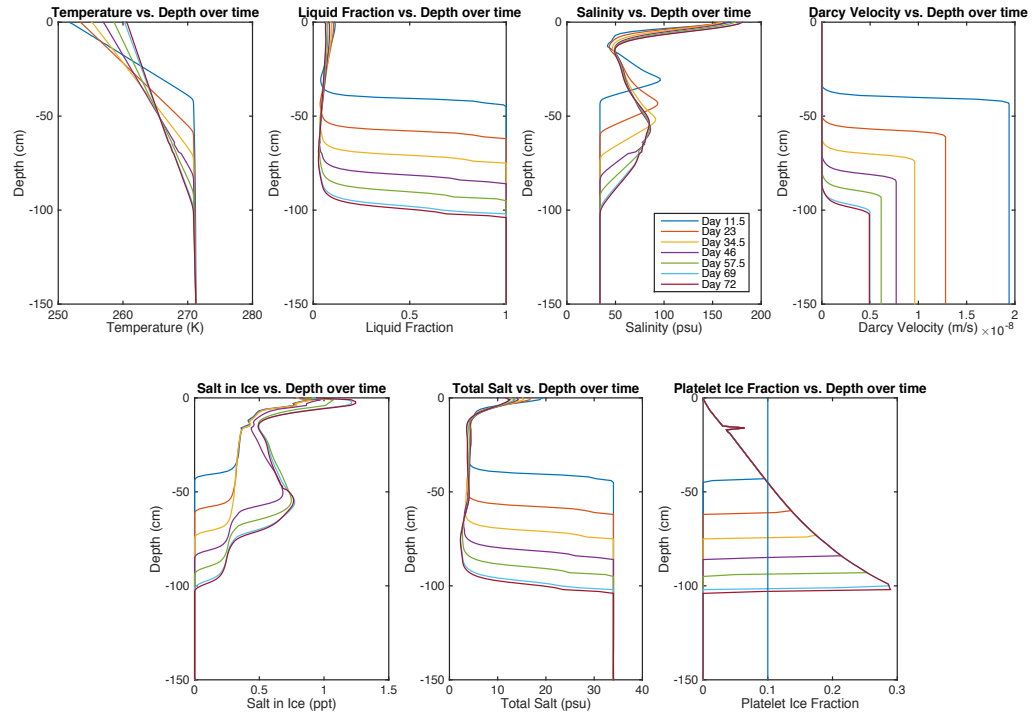 Temperature vs. Depth over time
Liquid Fraction vs. Depth over time
Salinity vs. Depth over time
Darcy Velocity vs. Depth over time
0
-50
-100
-150
Depth (cm)
250
260
270
280
Temperature (K)
0
-50
-100
-150
Depth (cm)
0
0.5
1
Liquid Fraction
0
-50
-100
-150
Depth (cm)
0
50
100
150
200
Salinity (psu)
Day 11.5
Day 23
Day 34.5
Day 46
Day 57.5
Day 69
Day 72
0
-50
-100
-150
Depth (cm)
0
0.5
1
1.5
2
Darcy Velocity (m/s)
×10⁻⁸
Salt in Ice vs. Depth over time
Total Salt vs. Depth over time
Platelet Ice Fraction vs. Depth over time
0
-50
-100
-150
Depth (cm)
0
0.5
1
1.5
Salt in Ice (ppt)
0
-50
-100
-150
Depth (cm)
0
10
20
30
40
Total Salt (psu)
0
-50
-100
-150
Depth (cm)
0
0.1
0.2
0.3
Platelet Ice Fraction